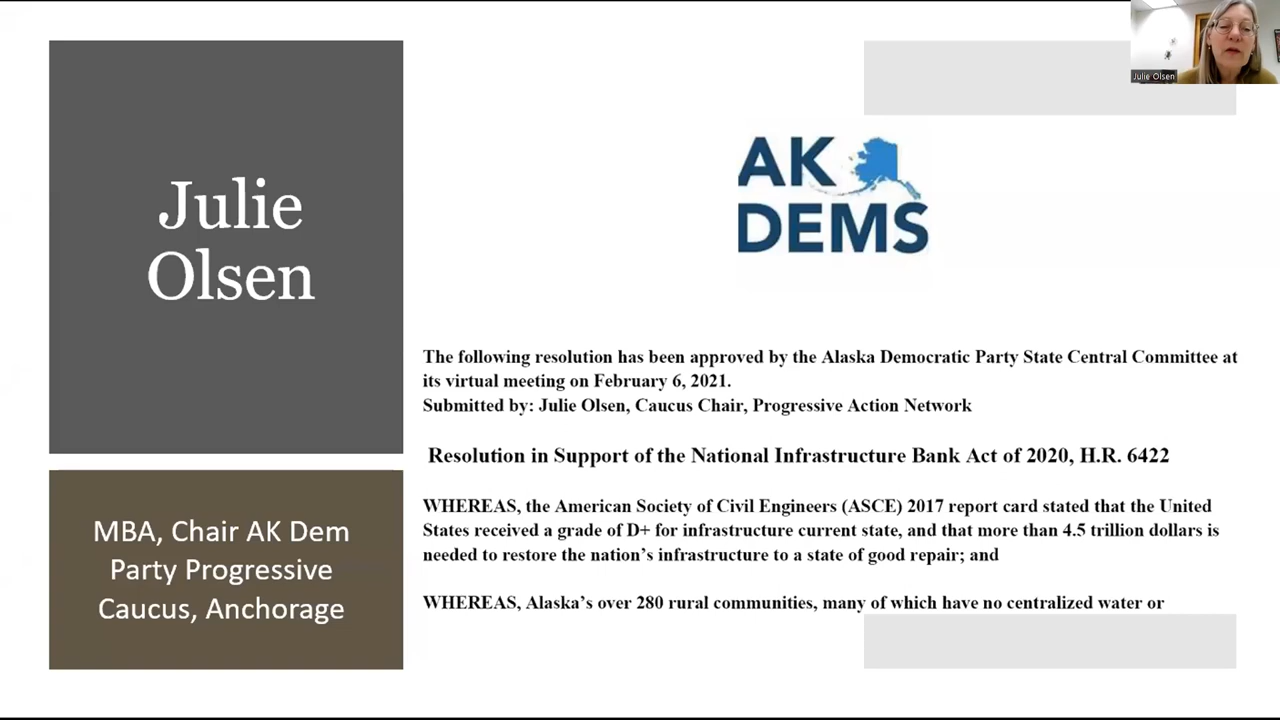 Julie
Olsen
MBA, Chair AK Dem
Party Progressive
Caucus, Anchorage
AK
DEMS
The following resolution has been approved by the Alaska Democratic Party State Central Committee at
its virtual meeting on February 6, 2021.
Submitted by: Julie Olsen, Caucus Chair, Progressive Action Network
Resolution in Support of the National Infrastructure Bank Act of 2020, H.R. 6422
WHEREAS, the American Society of Civil Engineers (ASCE) 2017 report card stated that the United
States received a grade of D+ for infrastructure current state, and that more than 4.5 trillion dollars is
needed to restore the nation’s infrastructure to a state of good repair; and
WHEREAS, Alaska’s over 280 rural communities, many of which have no centralized water or
Julie Olsen